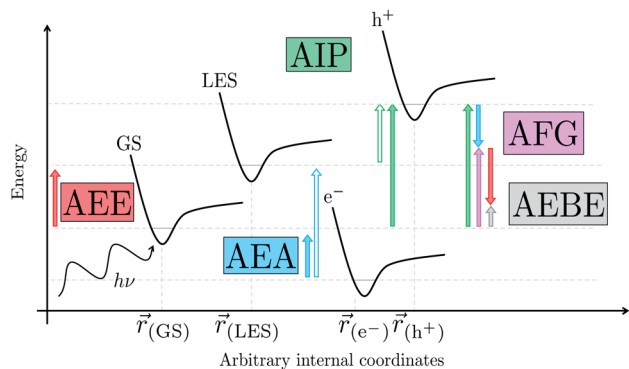 h⁺
AIP
LES
GS
AFG
Energy
AEE
e⁻
AEBE
AEA
hν
r⃗(GS)
r⃗(LES)
r⃗(e⁻)
r⃗(h⁺)
Arbitrary internal coordinates